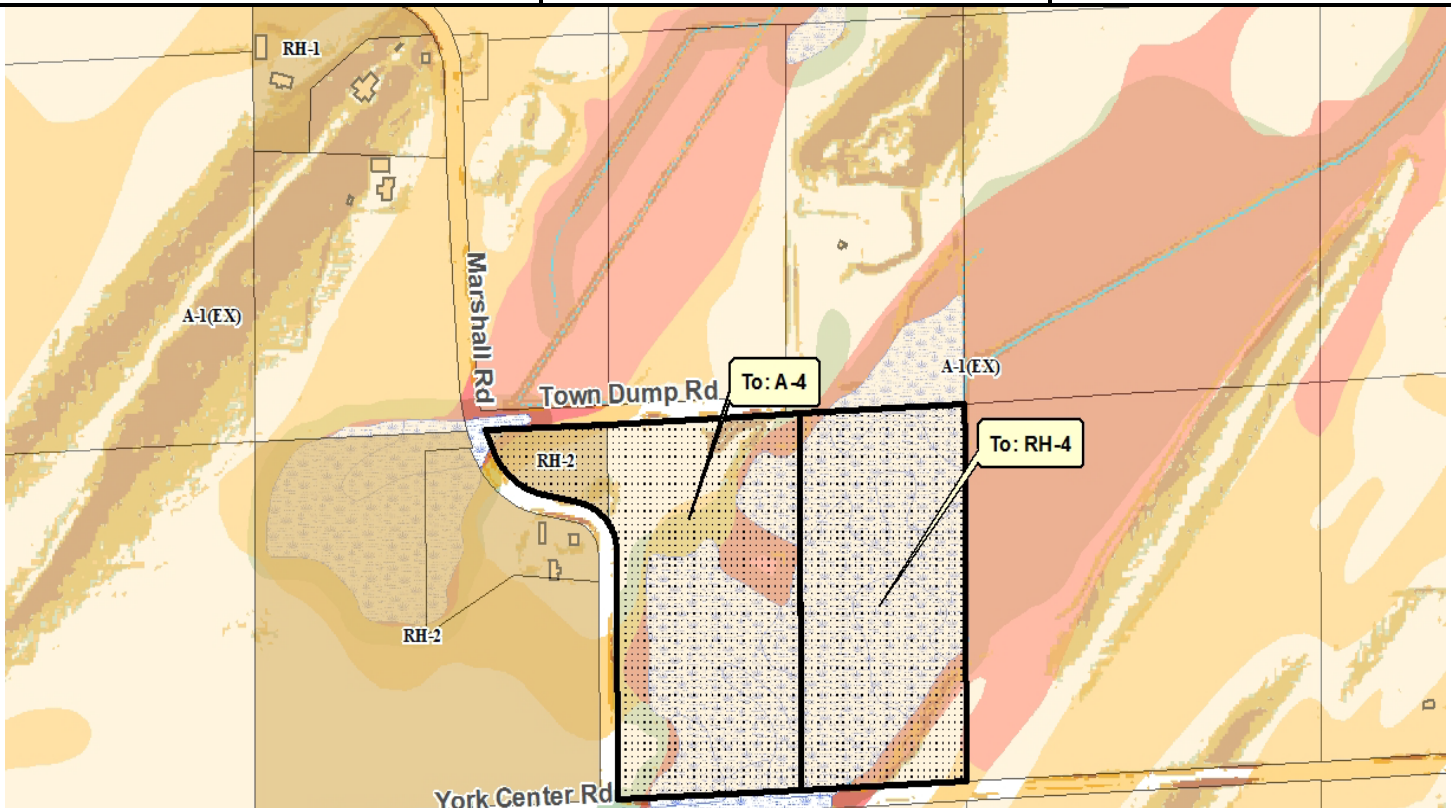 RH-1
Marshall Rd
A-1(EX)
A-1(EX)
To: A-4
Town Dump Rd
To: RH-4
RH-2
RH-2
York Center Rd